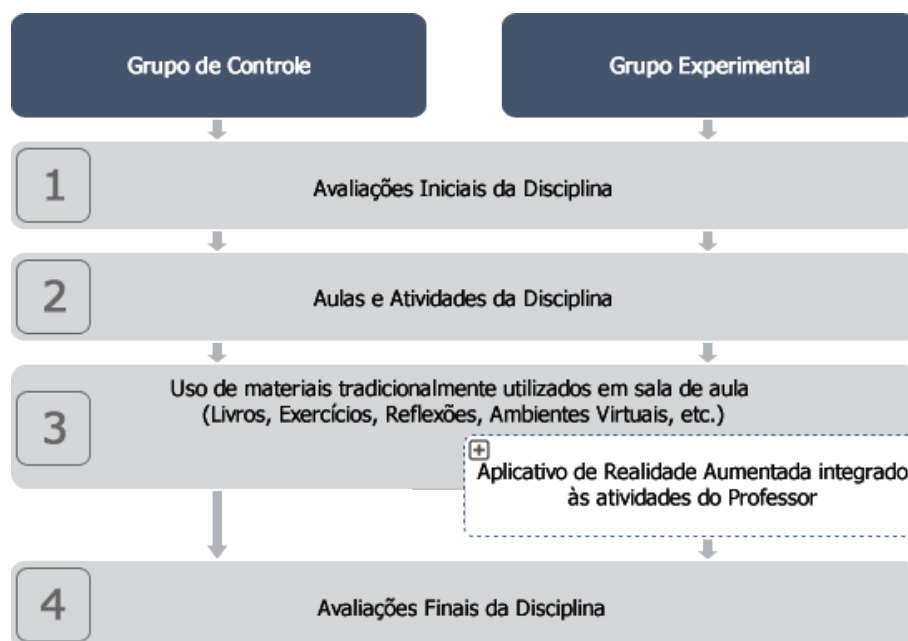 Grupo de Controle
Grupo Experimental
1
Avaliações Iniciais da Disciplina
2
Aulas e Atividades da Disciplina
3
Uso de materiais tradicionalmente utilizados em sala de aula
(Livros, Exercícios, Reflexões, Ambientes Virtuais, etc.)
+
Aplicativo de Realidade Aumentada integrado
às atividades do Professor
4
Avaliações Finais da Disciplina